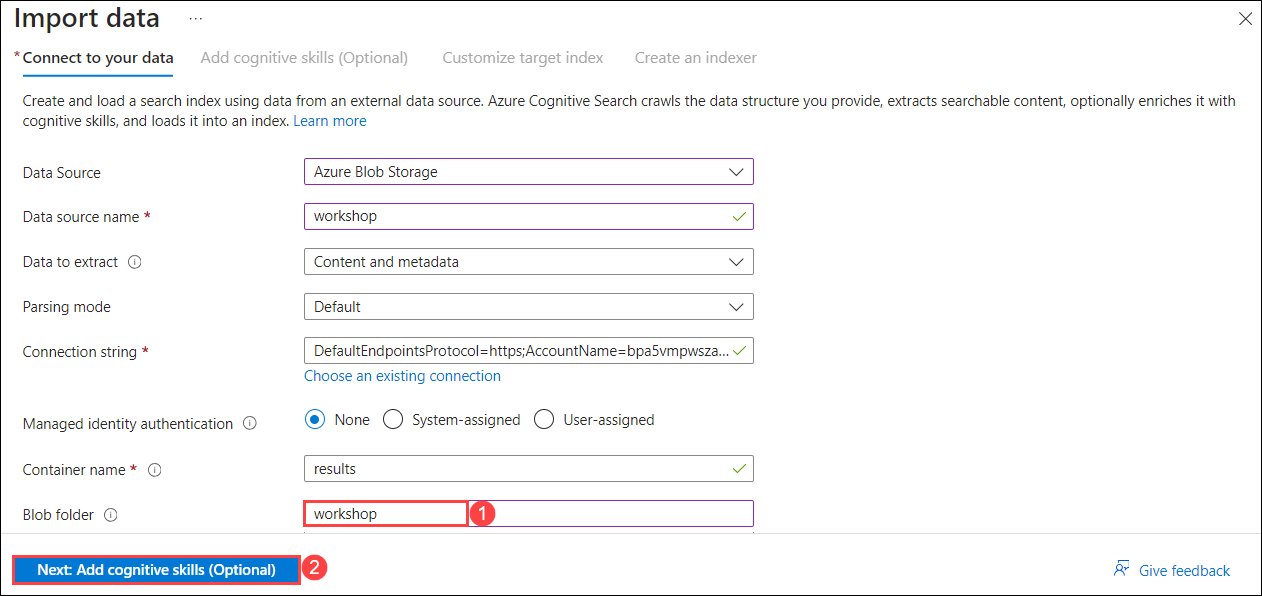 Import data ...
* Connect to your data Add cognitive skills (Optional) Customize target index Create an indexer
Create and load a search index using data from an external data source. Azure Cognitive Search crawls the data structure you provide, extracts searchable content, optionally enriches it with
cognitive skills, and loads it into an index. Learn more
Data Source Azure Blob Storage
Data source name * workshop
Data to extract Content and metadata
Parsing mode Default
Connection string * DefaultEndpointsProtocol=https;AccountName=bpa5vmpwsza...
Choose an existing connection
Managed identity authentication None System-assigned User-assigned
Container name * results
Blob folder workshop 1
Next: Add cognitive skills (Optional) 2 Give feedback